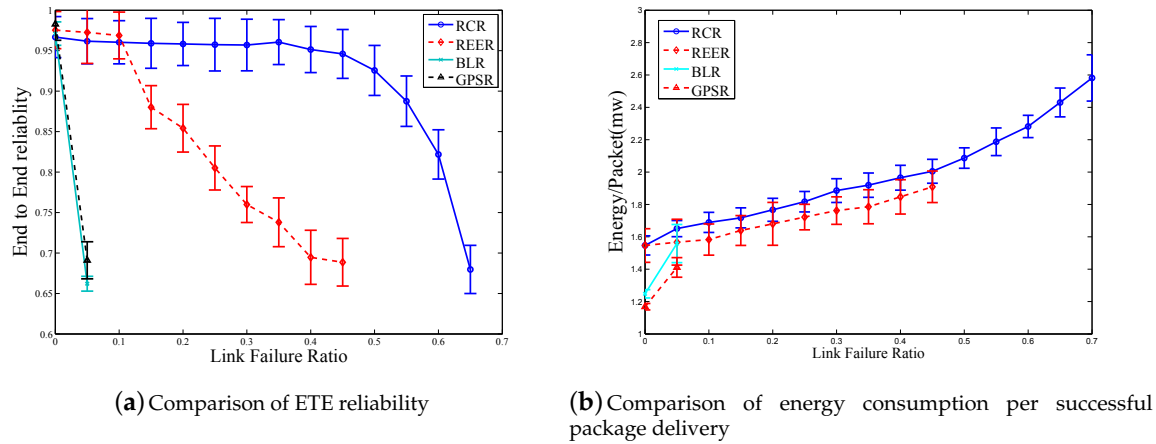 1
0.95
0.9
0.85
0.8
0.75
0.7
0.65
0.6
0
0.1
0.2
0.3
0.4
0.5
0.6
0.7
End to End reliablity
Link Failure Ratio
RCR
REER
BLR
GPSR
(a) Comparison of ETE reliability
3
2.8
2.6
2.4
2.2
2
1.8
1.6
1.4
1.2
1
0
0.1
0.2
0.3
0.4
0.5
0.6
0.7
Energy/Packet(mw)
Link Failure Ratio
RCR
REER
BLR
GPSR
(b) Comparison of energy consumption per successful
package delivery